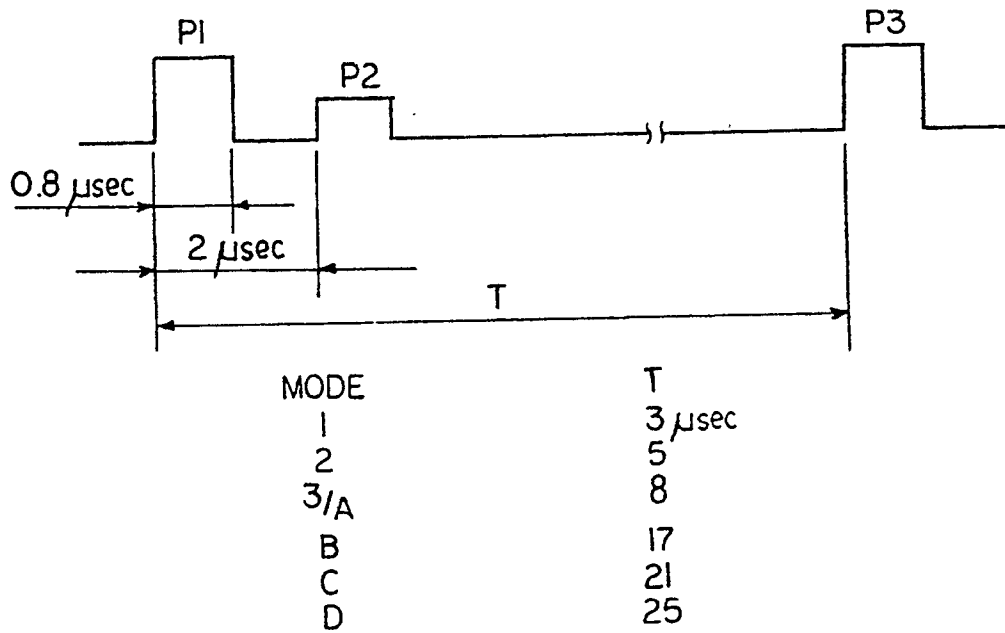 P1
P2
P3
0.8 μsec
2 μsec
T
MODE T
1 3 μsec
2 5
3/A 8
B 17
C 21
D 25